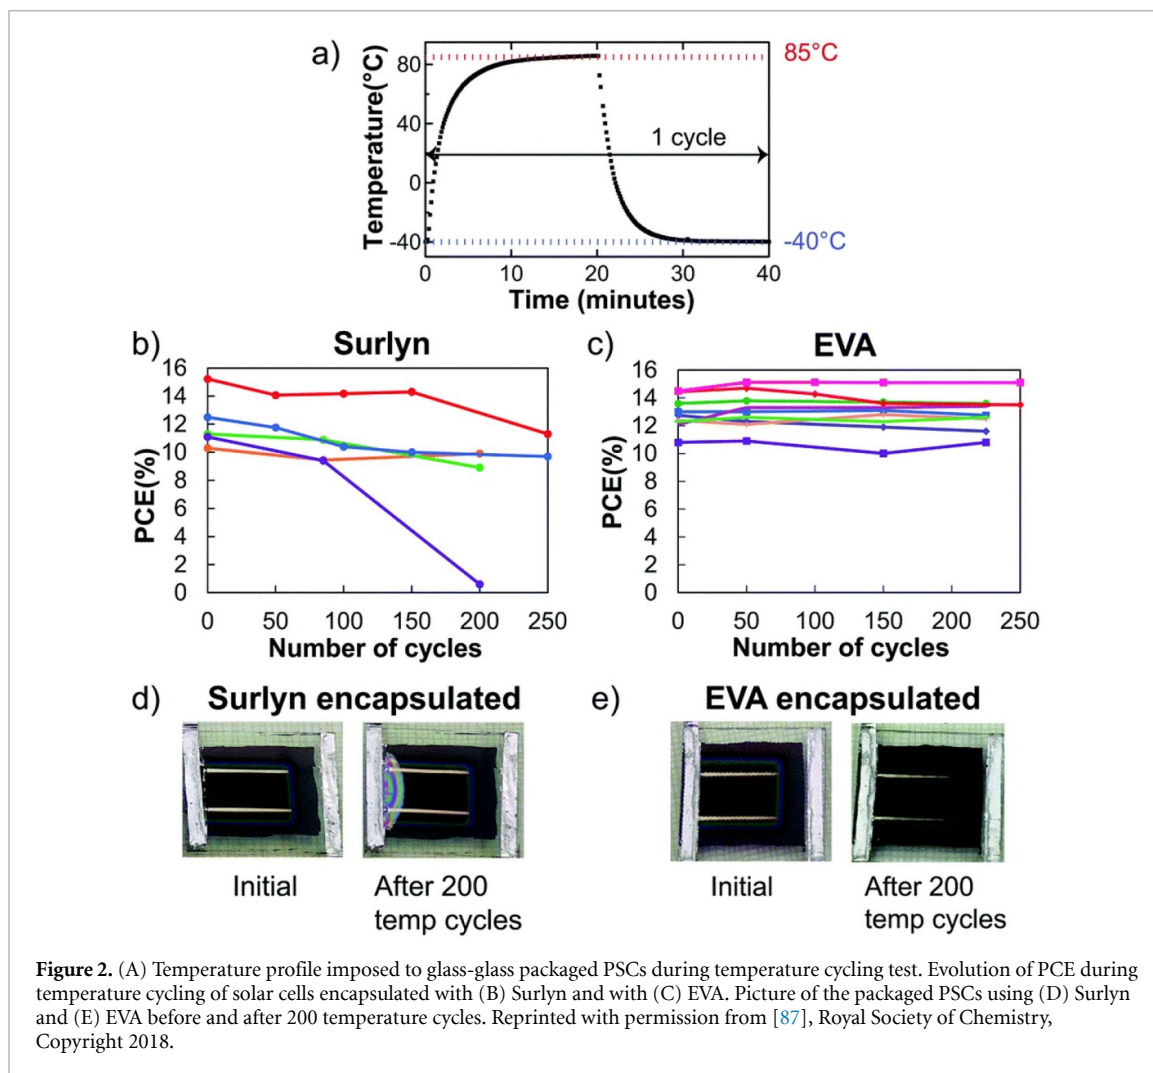 a)
Temperature(°C)
80
40
0
-40
85°C
1 cycle
-40°C
0 10 20 30 40
Time (minutes)
b) Surlyn
PCE(%)
16
14
12
10
8
6
4
2
0
0 50 100 150 200 250
Number of cycles
c) EVA
PCE(%)
16
14
12
10
8
6
4
2
0
0 50 100 150 200 250
Number of cycles
d) Surlyn encapsulated
Initial
After 200
temp cycles
e) EVA encapsulated
Initial
After 200
temp cycles
Figure 2. (A) Temperature profile imposed to glass-glass packaged PSCs during temperature cycling test. Evolution of PCE during
temperature cycling of solar cells encapsulated with (B) Surlyn and with (C) EVA. Picture of the packaged PSCs using (D) Surlyn
and (E) EVA before and after 200 temperature cycles. Reprinted with permission from [87], Royal Society of Chemistry,
Copyright 2018.